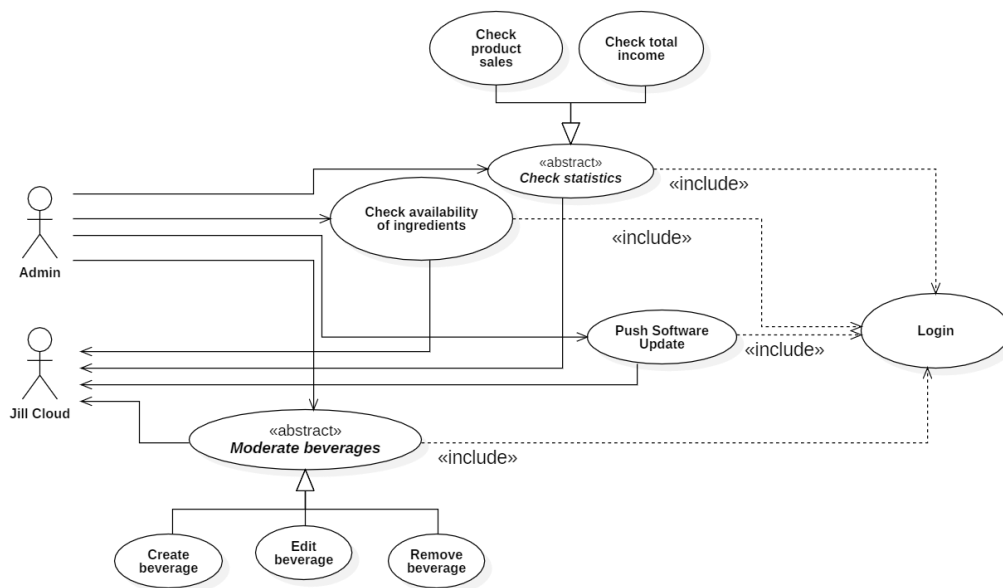 Check
product
sales
Check total
income
«abstract»
Check statistics
«include»
Check availability
of ingredients
«include»
Admin
Push Software
Update
«include»
Login
Jill Cloud
«abstract»
Moderate beverages
«include»
Create
beverage
Edit
beverage
Remove
beverage